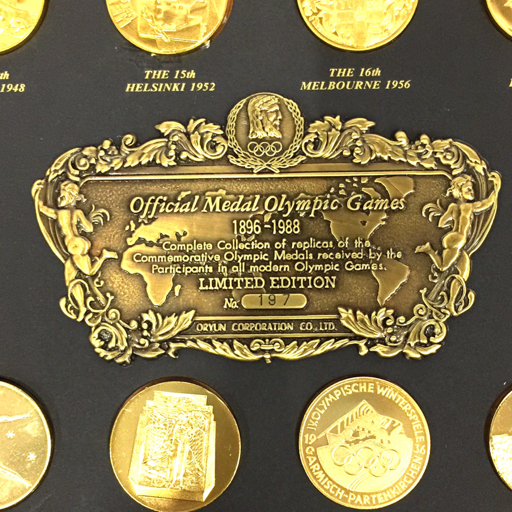 th
1948
THE 15th
HELSINKI 1952
THE 16th
MELBOURNE 1956
Official Medal Olympic Games
1896-1988
Complete Collection of replicas of the
Commemorative Olympic Medals received by the
Participants in all modern Olympic Games.
LIMITED EDITION
No. 197
ORYUN CORPORATION CO., LTD.
OLYMPISCHE WINTERSPIELE
19
GARMISCH-PARTENKIRCHEN